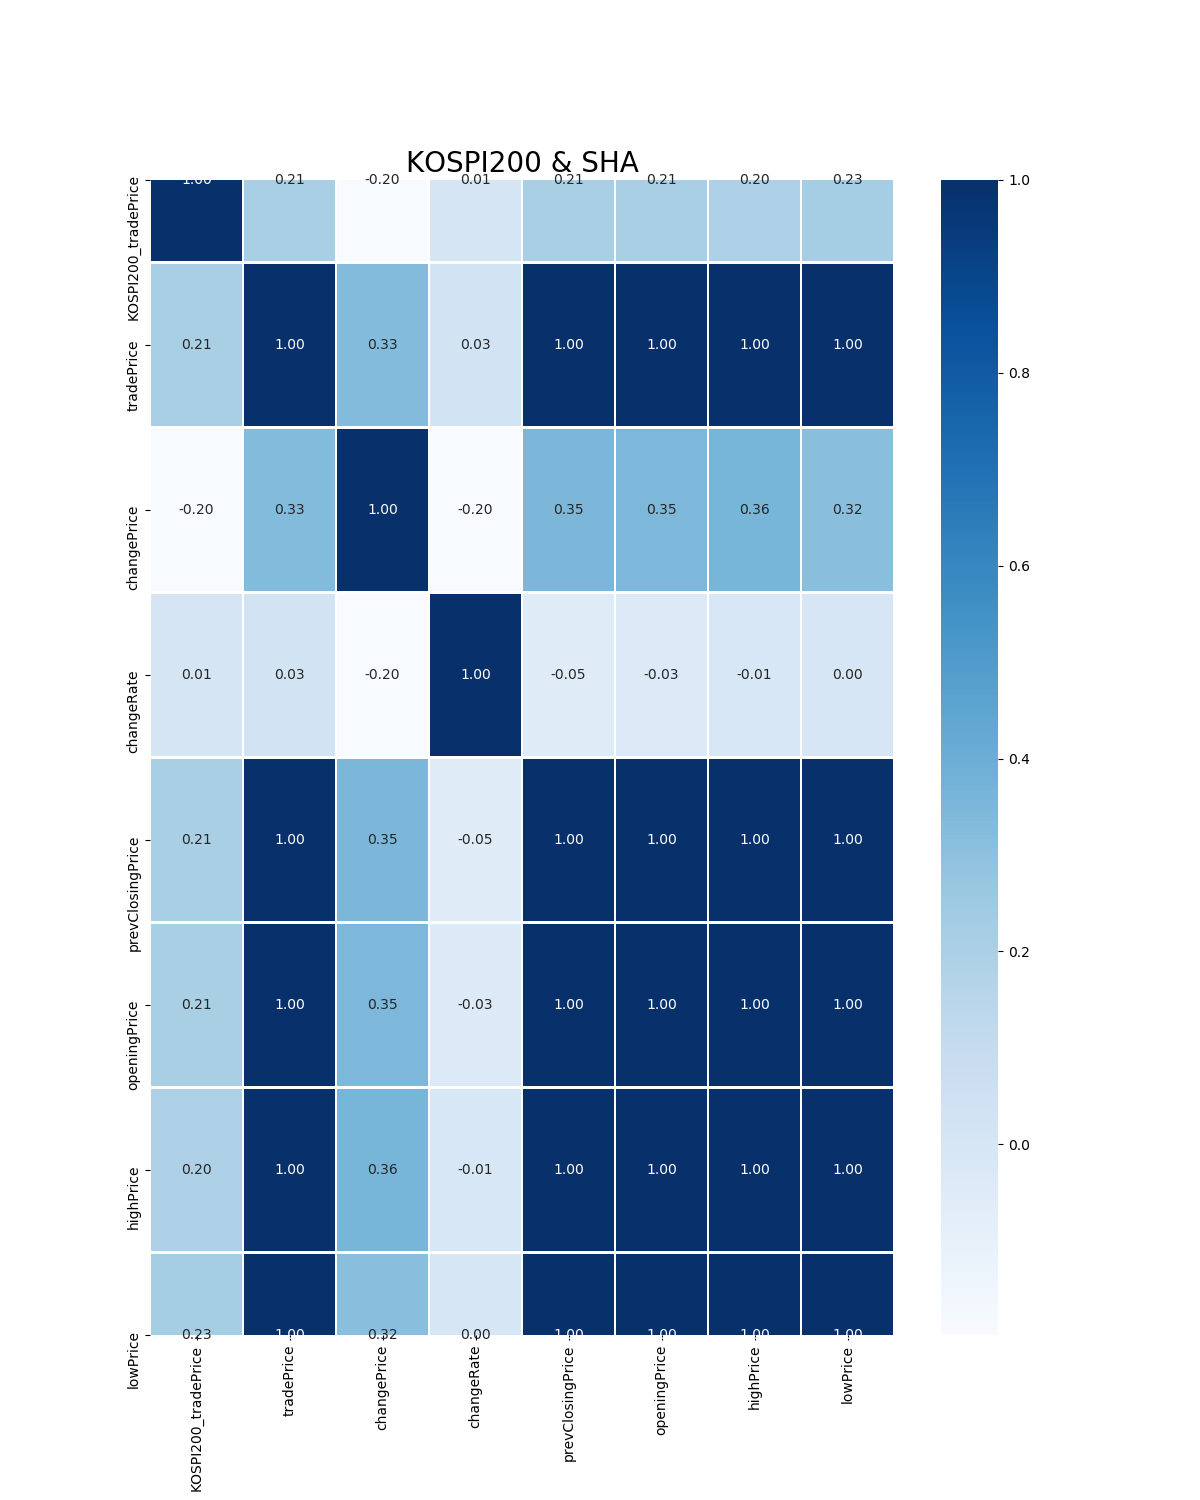 KOSPI200 & SHA
KOSPI200_tradePrice 1.00 0.21 -0.20 0.01 0.21 0.21 0.20 0.23
tradePrice 0.21 1.00 0.33 0.03 1.00 1.00 1.00 1.00
changePrice -0.20 0.33 1.00 -0.20 0.35 0.35 0.36 0.32
changeRate 0.01 0.03 -0.20 1.00 -0.05 -0.03 -0.01 0.00
prevClosingPrice 0.21 1.00 0.35 -0.05 1.00 1.00 1.00 1.00
openingPrice 0.21 1.00 0.35 -0.03 1.00 1.00 1.00 1.00
highPrice 0.20 1.00 0.36 -0.01 1.00 1.00 1.00 1.00
lowPrice 0.23 1.00 0.32 0.00 1.00 1.00 1.00 1.00
KOSPI200_tradePrice tradePrice changePrice changeRate prevClosingPrice openingPrice highPrice lowPrice
1.0
0.8
0.6
0.4
0.2
0.0